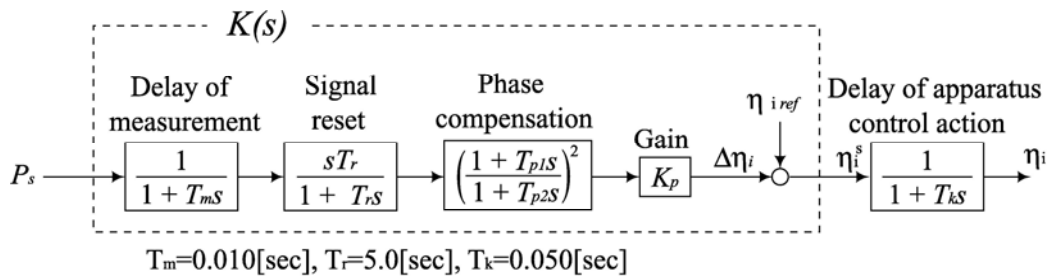 K(s)
Delay of measurement
Signal reset
Phase compensation
Gain
η i ref
Delay of apparatus control action
P_s
1 / (1 + T_m s)
sT_r / (1 + T_r s)
((1 + T_p1 s) / (1 + T_p2 s))^2
K_p
Δη_i
η_i^s
1 / (1 + T_k s)
η_i
T_m=0.010[sec], T_r=5.0[sec], T_k=0.050[sec]